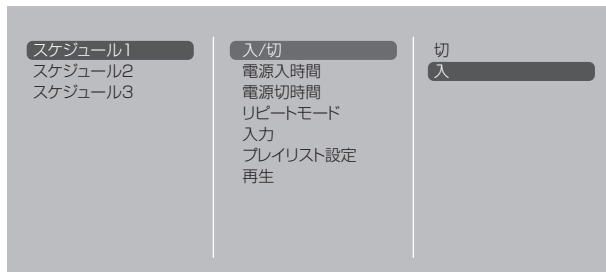 スケジュール1
スケジュール2
スケジュール3
入/切
電源入時間
電源切時間
リピートモード
入力
プレイリスト設定
再生
切
入